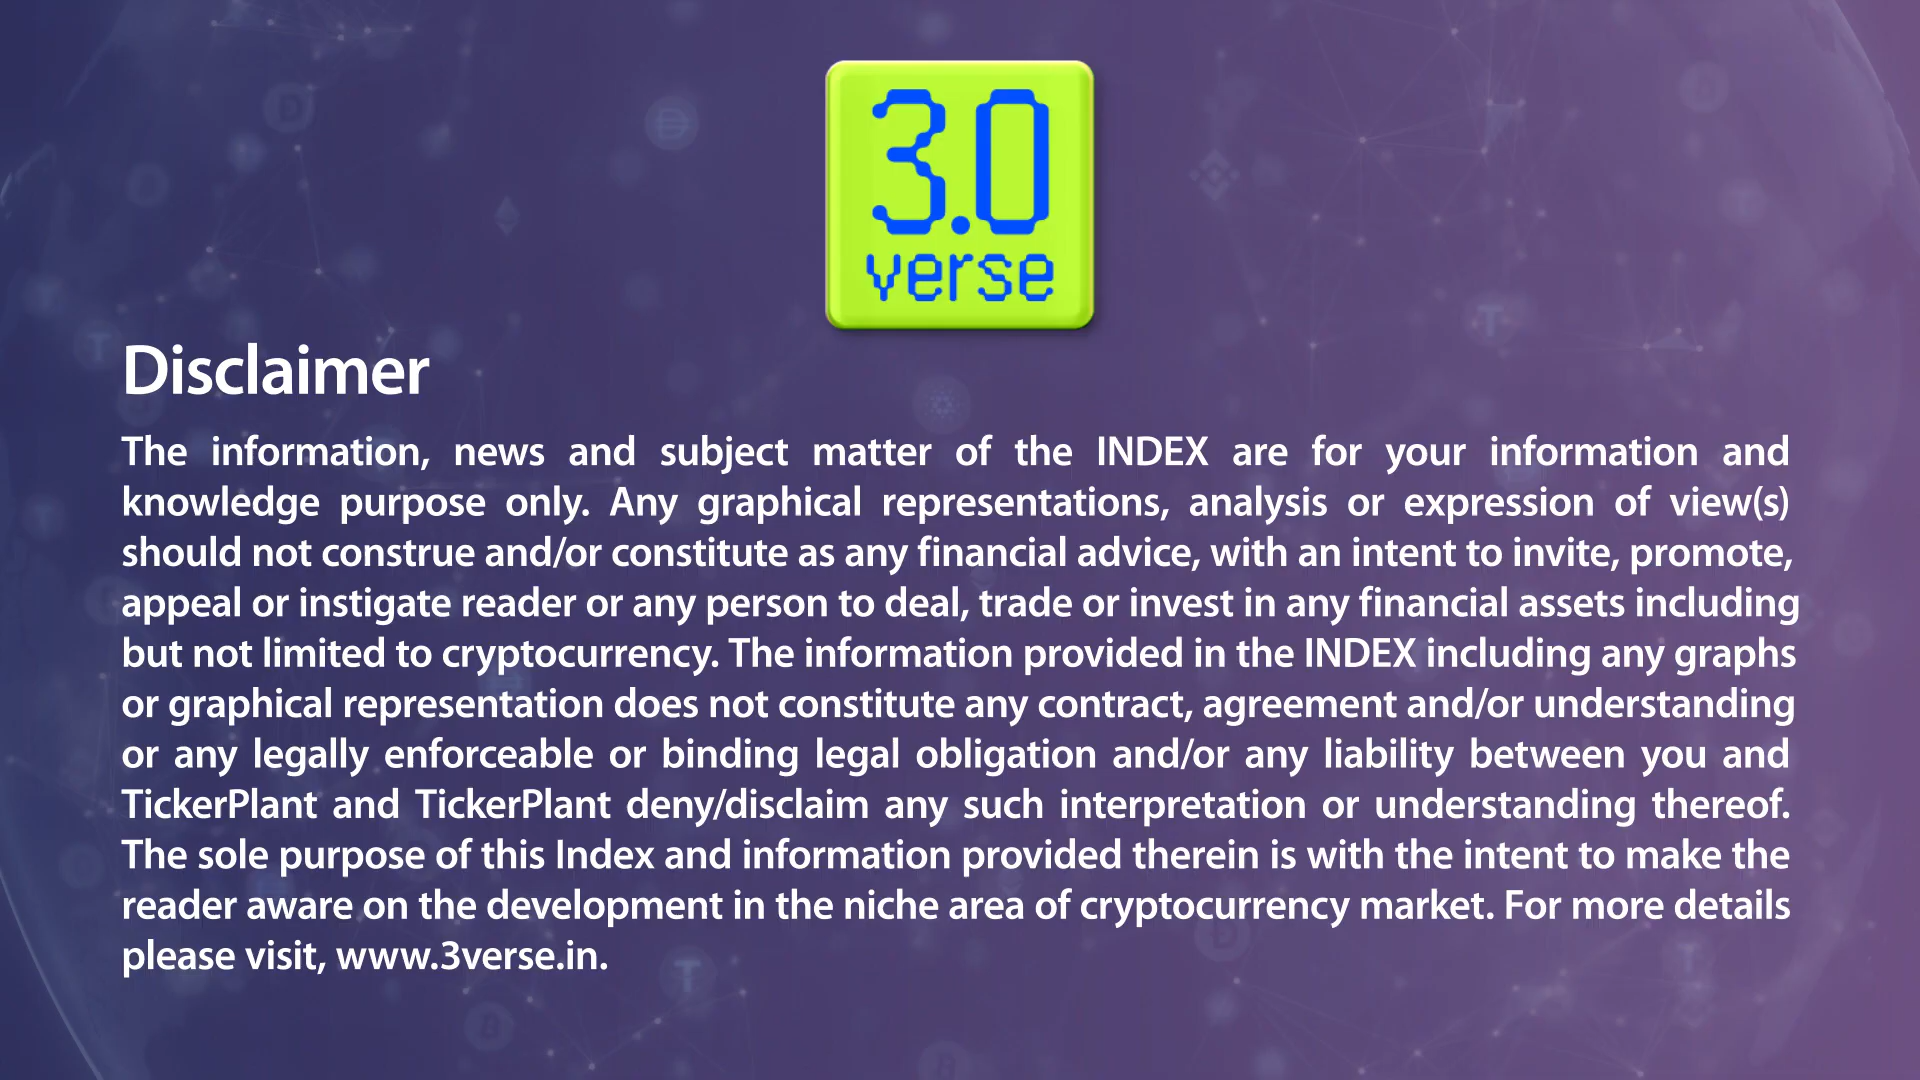 3.0
verse
Disclaimer
The information, news and subject matter of the INDEX are for your information and
knowledge purpose only. Any graphical representations, analysis or expression of view(s)
should not construe and/or constitute as any financial advice, with an intent to invite, promote,
appeal or instigate reader or any person to deal, trade or invest in any financial assets including
but not limited to cryptocurrency. The information provided in the INDEX including any graphs
or graphical representation does not constitute any contract, agreement and/or understanding
or any legally enforceable or binding legal obligation and/or any liability between you and
TickerPlant and TickerPlant deny/disclaim any such interpretation or understanding thereof.
The sole purpose of this Index and information provided therein is with the intent to make the
reader aware on the development in the niche area of cryptocurrency market. For more details
please visit, www.3verse.in.